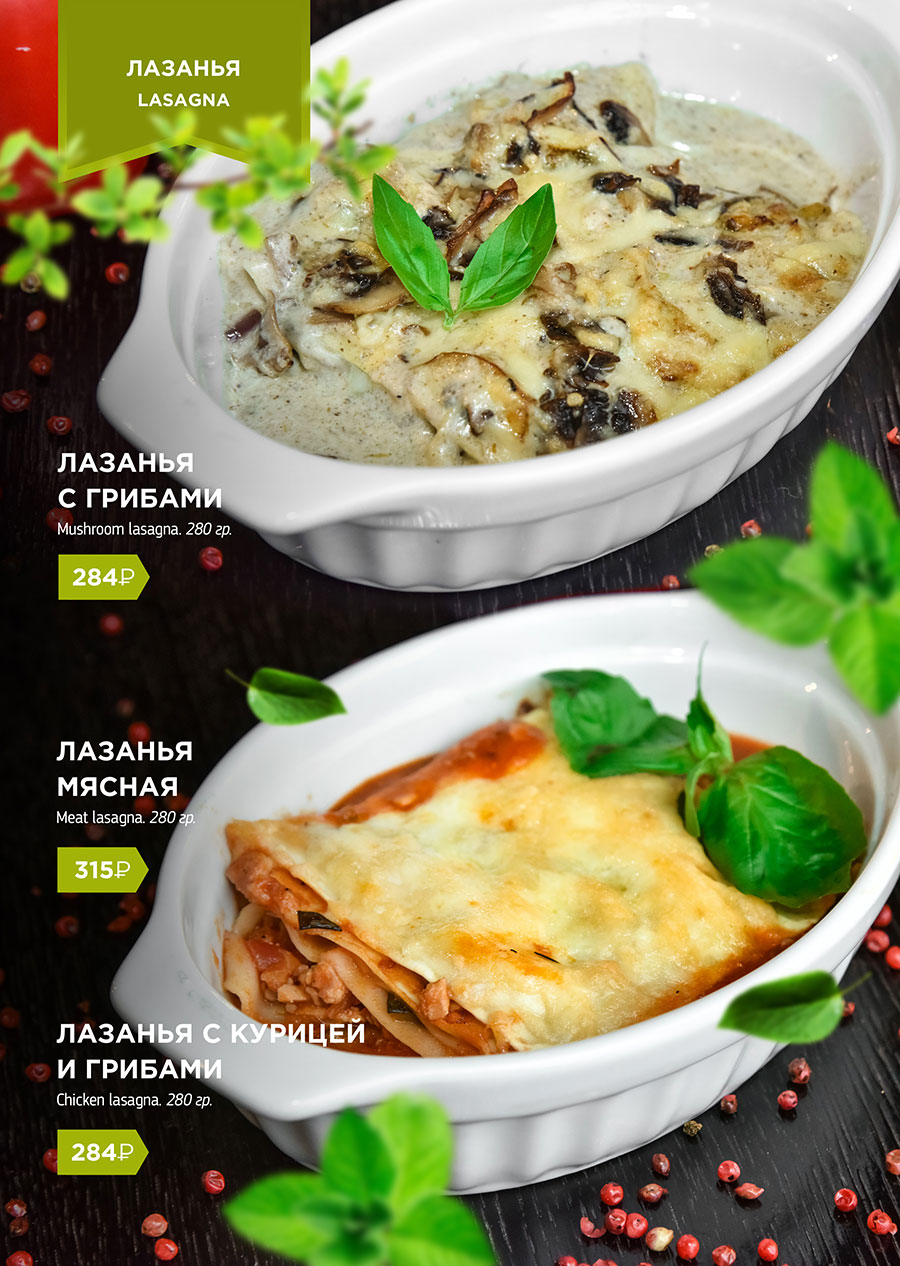 ЛАЗАНЬЯ
LASAGNA
ЛАЗАНЬЯ
С ГРИБАМИ
Mushroom lasagna. 280 гр.
284₽
ЛАЗАНЬЯ
МЯСНАЯ
Meat lasagna. 280 гр.
315₽
ЛАЗАНЬЯ С КУРИЦЕЙ
И ГРИБАМИ
Chicken lasagna. 280 гр.
284₽